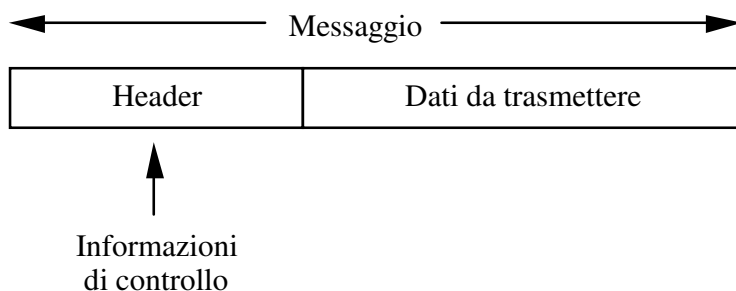 Messaggio
Header
Dati da trasmettere
Informazioni
di controllo